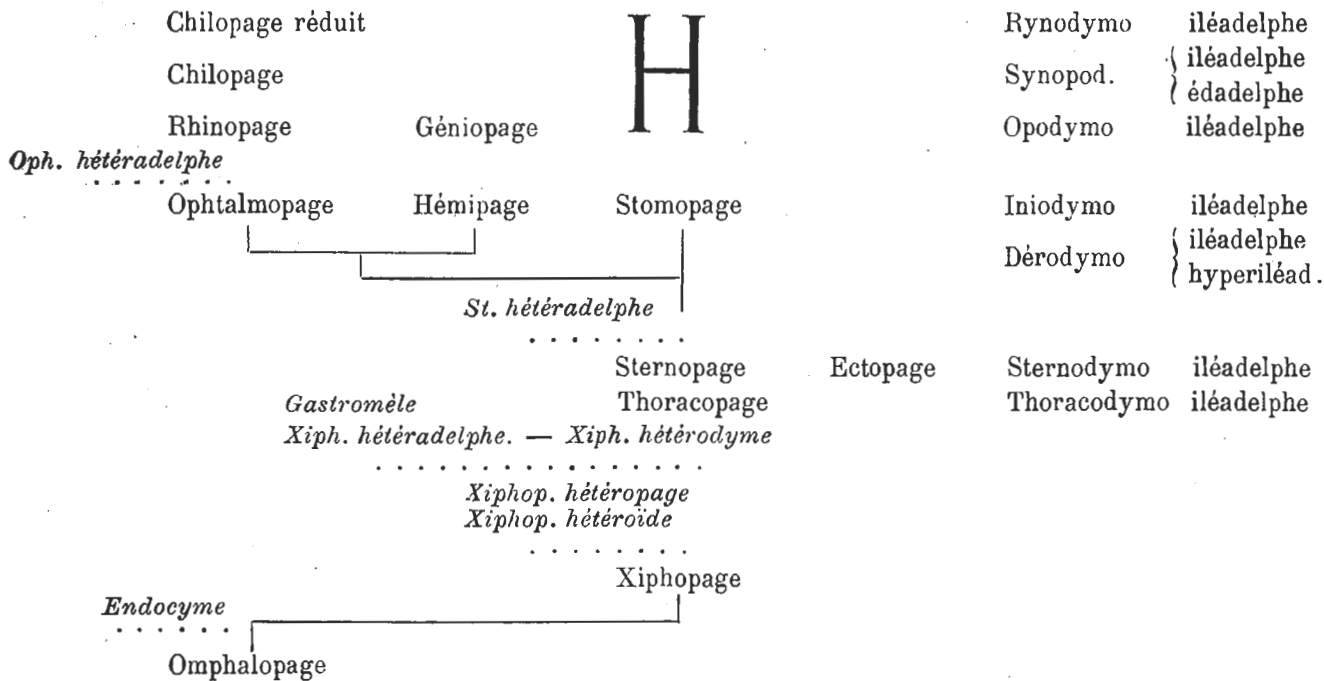 Chilopage réduit Rynodymo iléadelphe
H
Chilopage Synopod. { iléadelphe
édadelphe
Rhinopage Géniopage Opodymo iléadelphe
Oph. hétéradelphe
Ophtalmopage Hémipage Stomopage Iniodymo iléadelphe
Dérodymo { iléadelphe
hyperiléad.
St. hétéradelphe
Sternopage Ectopage Sternodymo iléadelphe
Gastromèle Thoracopage Thoracodymo iléadelphe
Xiph. hétéradelphe. — Xiph. hétérodyme
Xiphop. hétéropage
Xiphop. hétéroïde
Xiphopage
Endocyme
Omphalopage